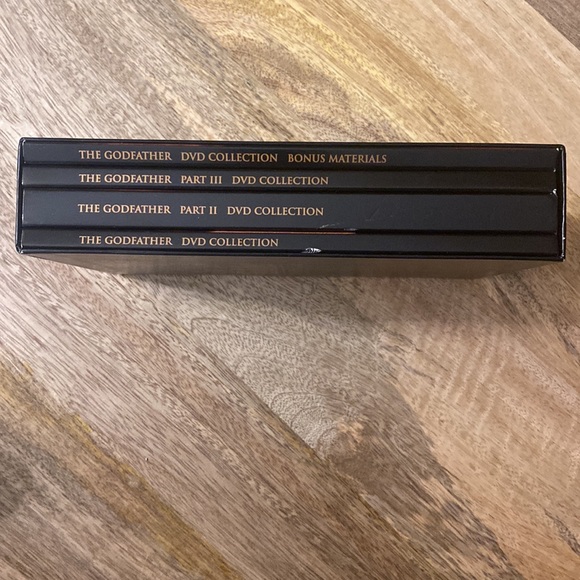 THE GODFATHER DVD COLLECTION BONUS MATERIALS
THE GODFATHER PART III DVD COLLECTION
THE GODFATHER PART II DVD COLLECTION
THE GODFATHER DVD COLLECTION